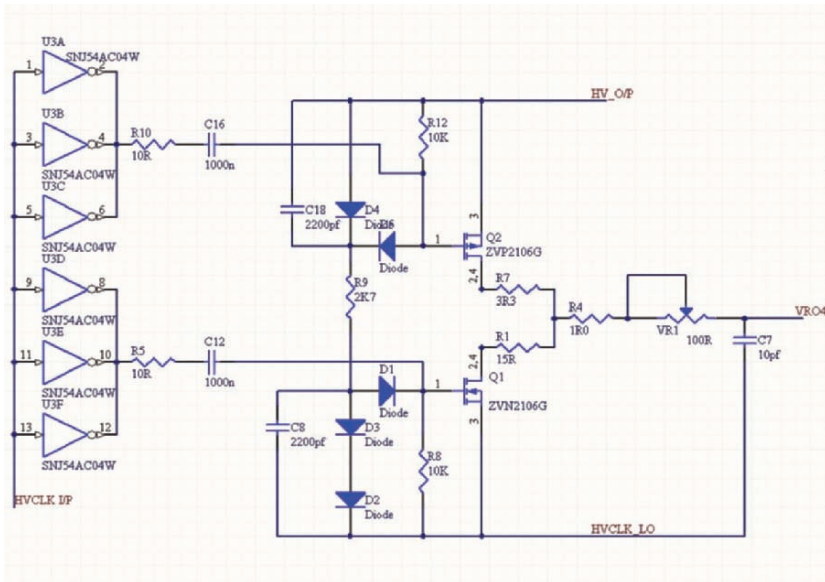 U3A
SNJ54AC04W
1
2
U3B
3
4
SNJ54AC04W
U3C
5
6
SNJ54AC04W
U3D
9
8
SNJ54AC04W
U3E
11
10
SNJ54AC04W
U3F
13
12
SNJ54AC04W
HVCLK I/P
R10
10R
C16
1000n
R5
10R
C12
1000n
HV_O/P
R12
10K
C18
2200pf
D4
Diode
Diode
R9
2K7
1
3
Q2
ZVP2106G
2,4
R7
3R3
R4
1R0
VR1
100R
VRO4
C7
10pf
R1
15R
2,4
Q1
ZVN2106G
1
3
D1
Diode
C8
2200pf
D3
Diode
R8
10K
D2
Diode
HVCLK_LO